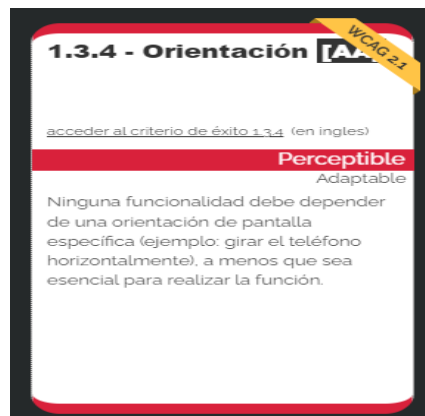 1.3.4 - Orientación [AA]
WCAG 2.1
acceder al criterio de éxito 1.3.4 (en ingles)
Perceptible
Adaptable
Ninguna funcionalidad debe depender
de una orientación de pantalla
específica (ejemplo: girar el teléfono
horizontalmente), a menos que sea
esencial para realizar la función.